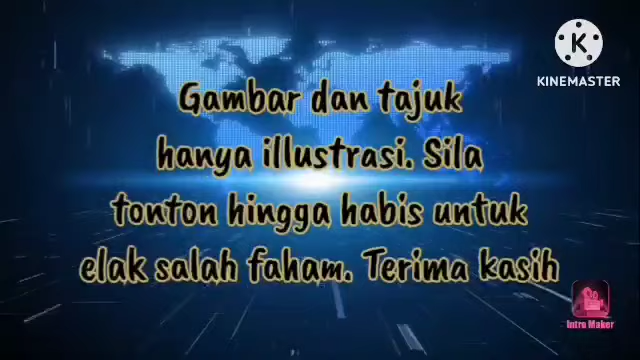 KINEMASTER
Gambar dan tajuk
hanya illustrasi. Sila
tonton hingga habis untuk
elak salah faham. Terima kasih
Intro Maker